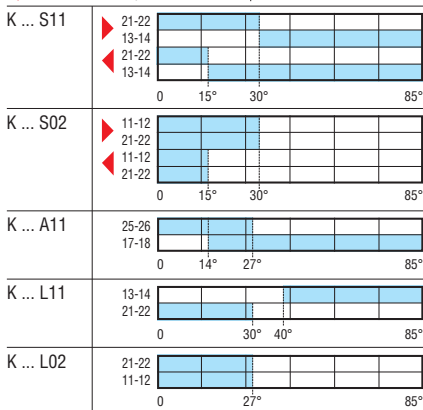 K ... S11
21-22
13-14
21-22
13-14
0 15° 30° 85°
K ... S02
11-12
21-22
11-12
21-22
0 15° 30° 85°
K ... A11
25-26
17-18
0 14° 27° 85°
K ... L11
13-14
21-22
0 30° 40° 85°
K ... L02
21-22
11-12
0 27° 85°